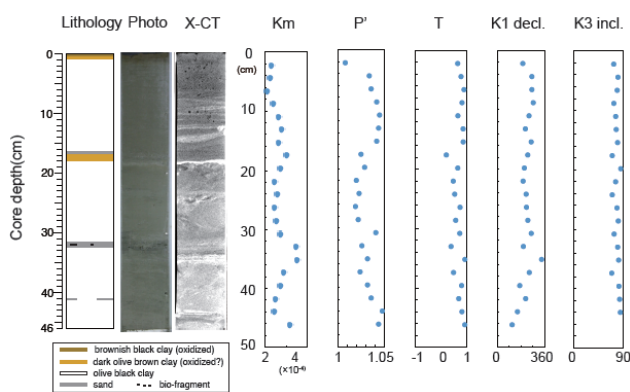 Lithology Photo X-CT Km P' T K1 decl. K3 incl.
Core depth(cm)
0
10
20
30
40
46
0
(cm)
10
20
30
40
50
2 4
(×10⁻⁴)
1 1.05
-1 0 1
0 360
0 90
brownish black clay (oxidized)
dark olive brown clay (oxidized?)
olive black clay
sand bio-fragment